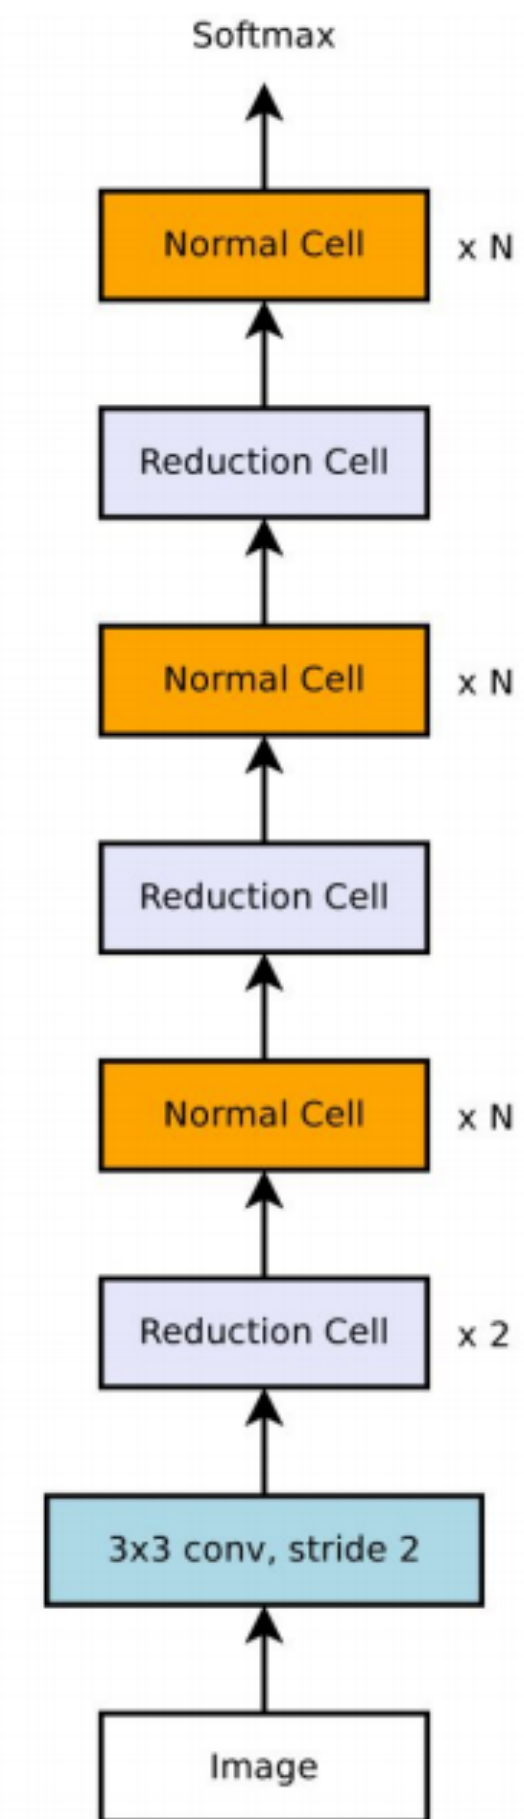 Softmax
Normal Cell x N
Reduction Cell
Normal Cell x N
Reduction Cell
Normal Cell x N
Reduction Cell x 2
3x3 conv, stride 2
Image